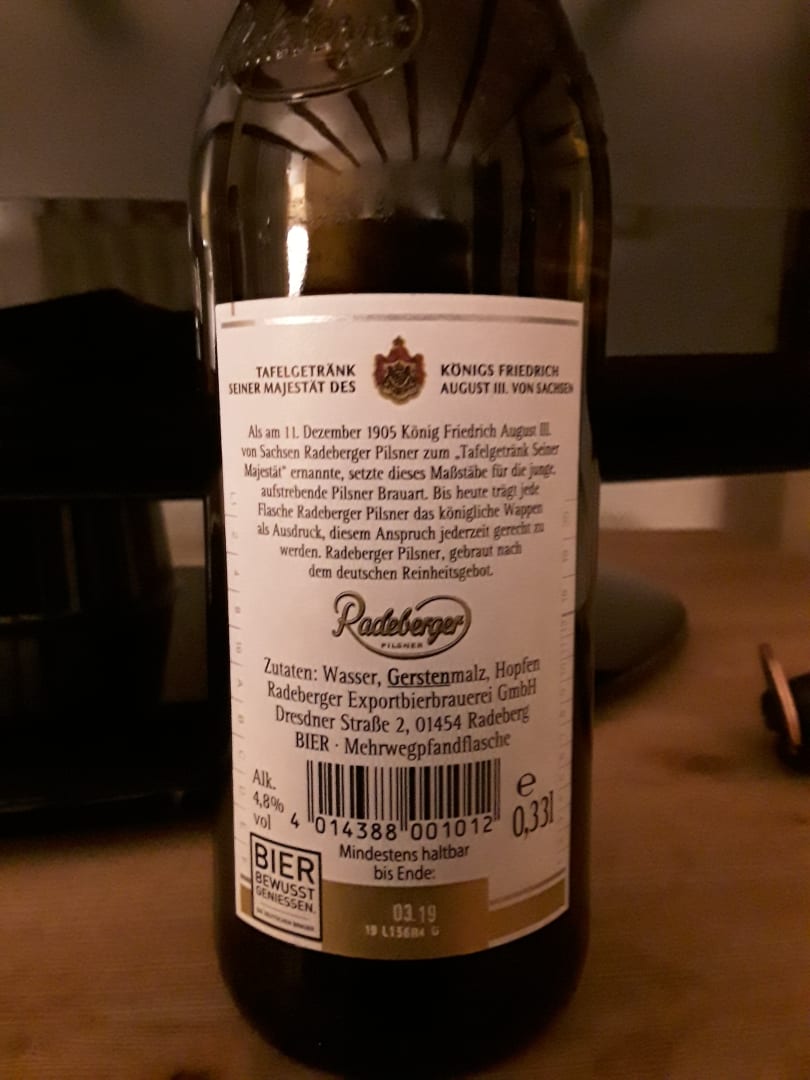 TAFELGETRÄNK
SEINER MAJESTÄT DES
KÖNIGS FRIEDRICH
AUGUST III. VON SACHSEN
Als am 11. Dezember 1905 König Friedrich August III.
von Sachsen Radeberger Pilsner zum „Tafelgetränk Seiner
Majestät" ernannte, setzte dieses Maßstäbe für die junge,
aufstrebende Pilsner Brauart. Bis heute trägt jede
Flasche Radeberger Pilsner das königliche Wappen
als Ausdruck, diesem Anspruch jederzeit gerecht zu
werden. Radeberger Pilsner, gebraut nach
dem deutschen Reinheitsgebot.
Radeberger
PILSNER
Zutaten: Wasser, Gerstenmalz, Hopfen
Radeberger Exportbierbrauerei GmbH
Dresdner Straße 2, 01454 Radeberg
BIER · Mehrwegpfandflasche
Alk.
4,8%
vol
4 014388 001012
e
0,33l
Mindestens haltbar
bis Ende:
BIER
BEWUSST
GENIESSEN.
DIE DEUTSCHEN BRAUER
03.19